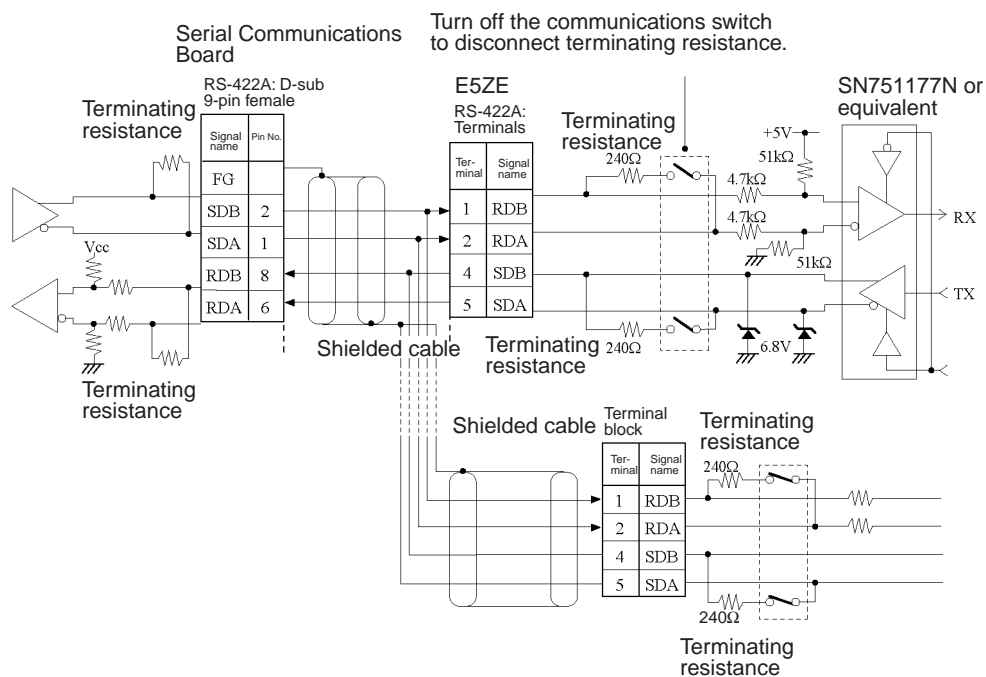 Turn off the communications switch
to disconnect terminating resistance.
Serial Communications
Board
RS-422A: D-sub
9-pin female
Terminating
resistance
Signal
name
Pin No.
FG
SDB 2
SDA 1
RDB 8
RDA 6
Vcc
Terminating
resistance
Shielded cable
E5ZE
RS-422A:
Terminals
Ter-
minal
Signal
name
1 RDB
2 RDA
4 SDB
5 SDA
Terminating
resistance
240Ω
Terminating
resistance
240Ω
+5V
51kΩ
4.7kΩ
4.7kΩ
51kΩ
6.8V
SN751177N or
equivalent
RX
TX
Shielded cable
Terminal
block
Ter-
minal
Signal
name
1 RDB
2 RDA
4 SDB
5 SDA
Terminating
resistance
240Ω
240Ω
Terminating
resistance